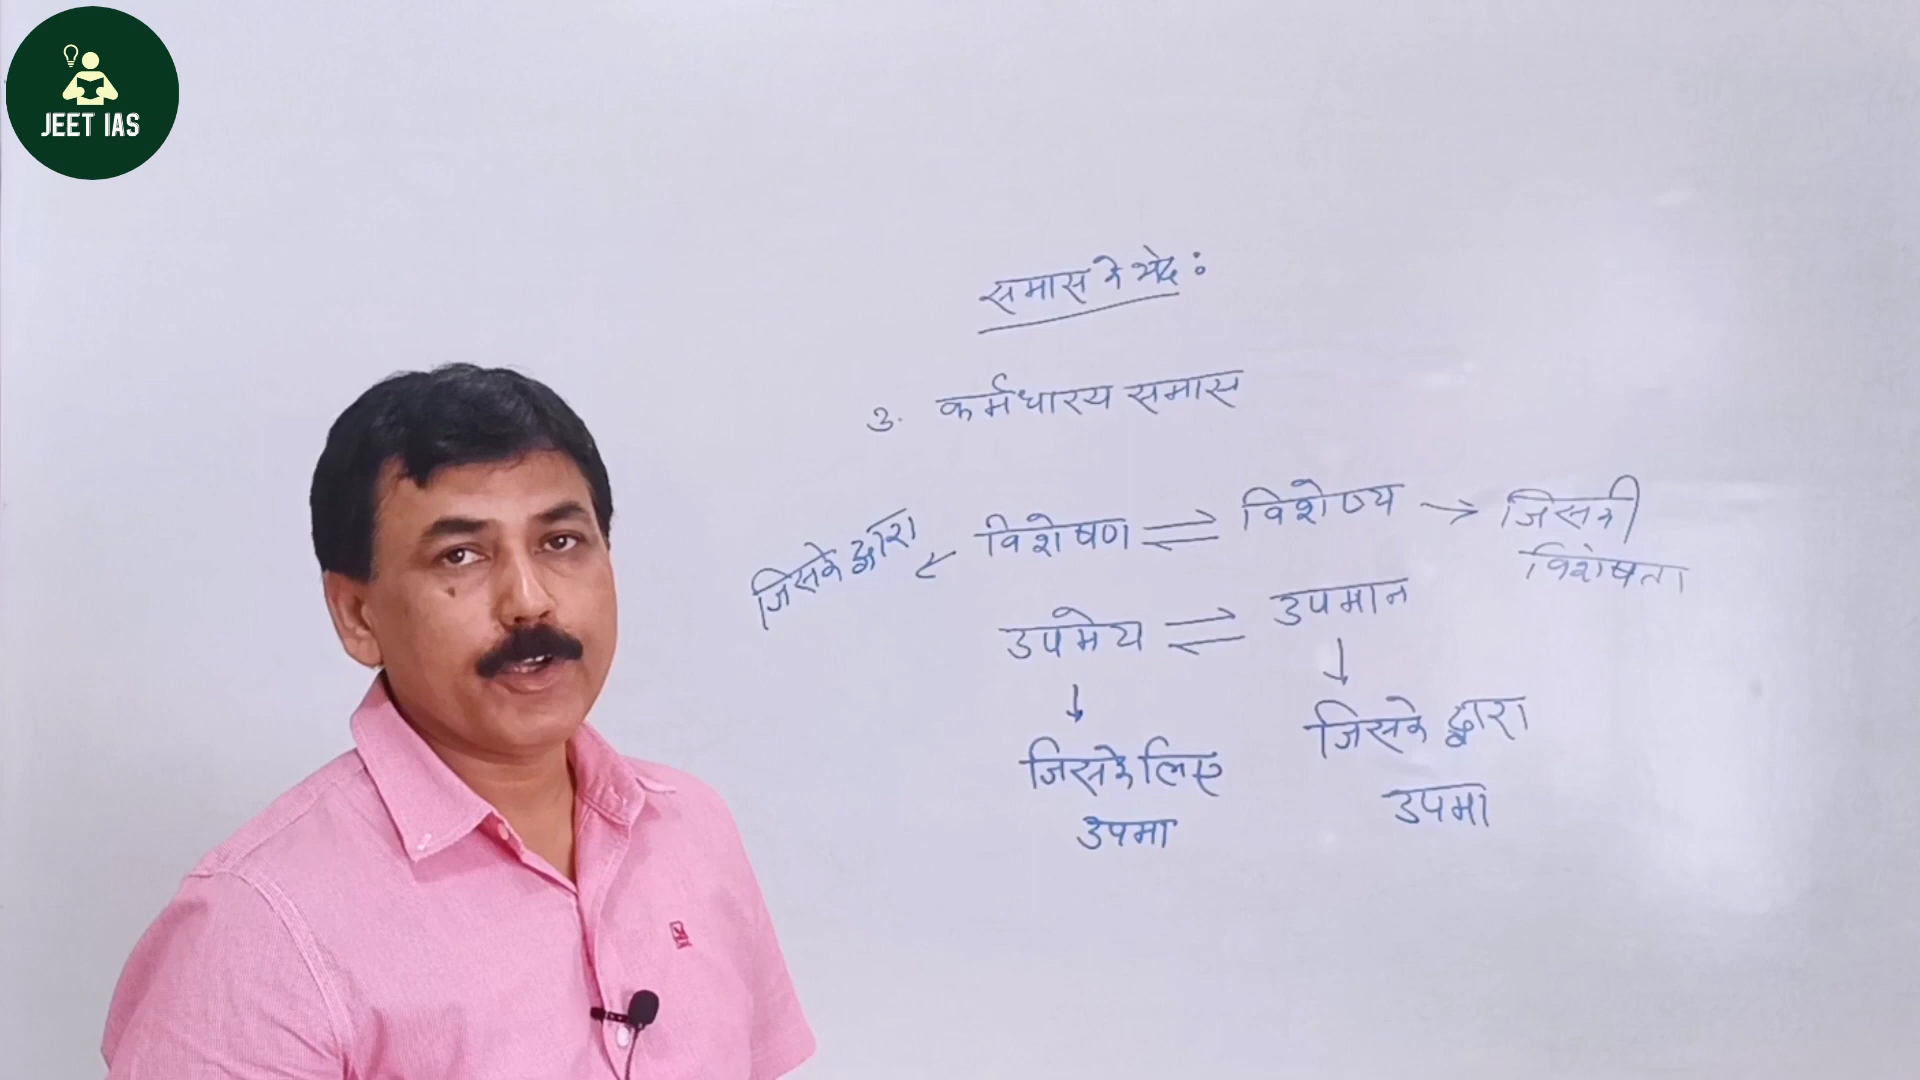 JEET IAS
समास के भेद :
3. कर्मधारय समास
जिसके द्वारा ← विशेषण ⇌ विशेष्य → जिसकी
विशेषता
उपमेय ⇌ उपमान
↓ ↓
जिसके लिए जिसके द्वारा
उपमा उपमा